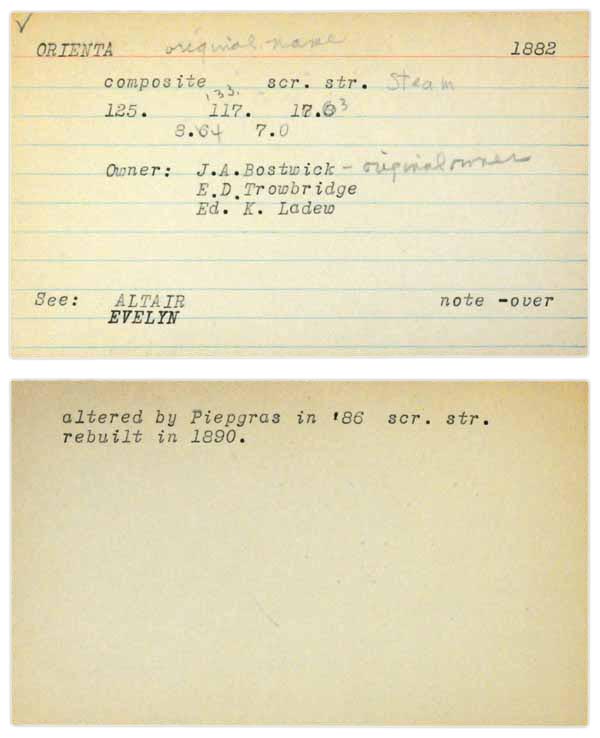 ✓
ORIENTA original name 1882
composite scr. str. Steam
133.
125. 117. 17.63
8.64 7.0
Owner: J.A.Bostwick - original owner
E.D.Trowbridge
Ed. K. Ladew
See: ALTAIR note -over
EVELYN
altered by Piepgras in '86 scr. str.
rebuilt in 1890.